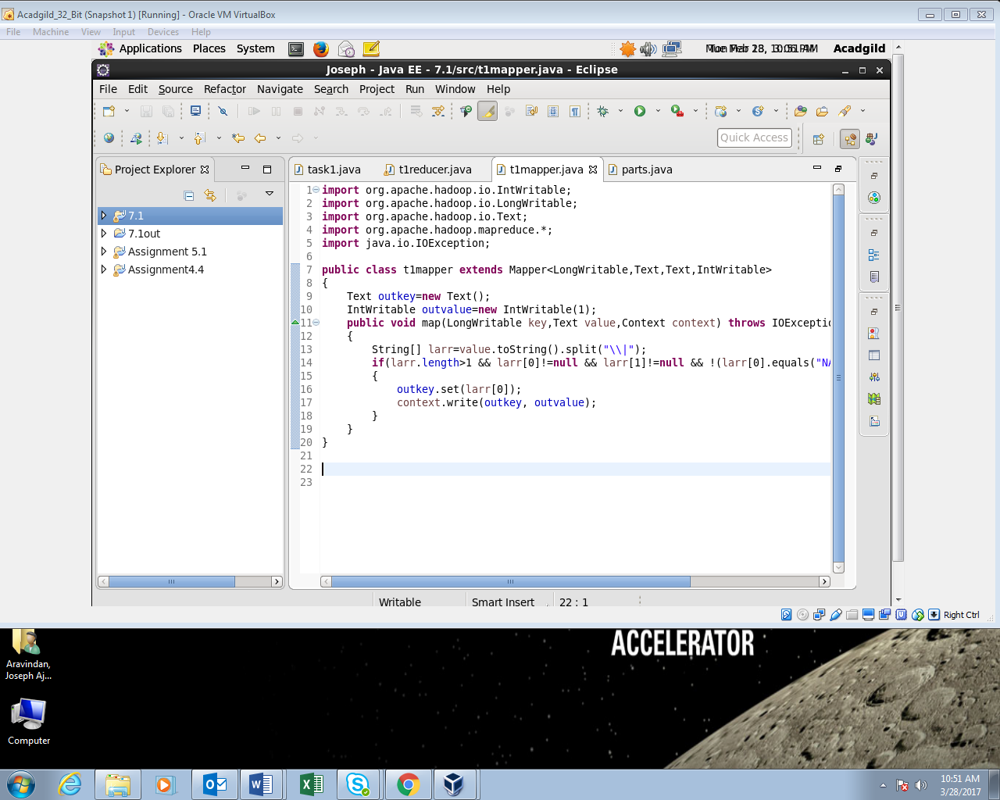 Acadgild_32_Bit (Snapshot 1) [Running] - Oracle VM VirtualBox
File Machine View Input Devices Help
Applications Places System
Acadgild
Joseph - Java EE - 7.1/src/t1mapper.java - Eclipse
File Edit Source Refactor Navigate Search Project Run Window Help
Quick Access
Project Explorer
7.1
7.1out
Assignment 5.1
Assignment4.4
task1.java t1reducer.java t1mapper.java parts.java
1 import org.apache.hadoop.io.IntWritable;
2 import org.apache.hadoop.io.LongWritable;
3 import org.apache.hadoop.io.Text;
4 import org.apache.hadoop.mapreduce.*;
5 import java.io.IOException;
6
7 public class t1mapper extends Mapper<LongWritable,Text,Text,IntWritable>
8 {
9 Text outkey=new Text();
10 IntWritable outvalue=new IntWritable(1);
11 public void map(LongWritable key,Text value,Context context) throws IOExceptio
12 {
13 String[] larr=value.toString().split("\\|");
14 if(larr.length>1 && larr[0]!=null && larr[1]!=null && !(larr[0].equals("NA
15 {
16 outkey.set(larr[0]);
17 context.write(outkey, outvalue);
18 }
19 }
20 }
21
22
23
Writable Smart Insert 22 : 1
Right Ctrl
ACCELERATOR
Aravindan,
Joseph Aj...
Computer
10:51 AM
3/28/2017